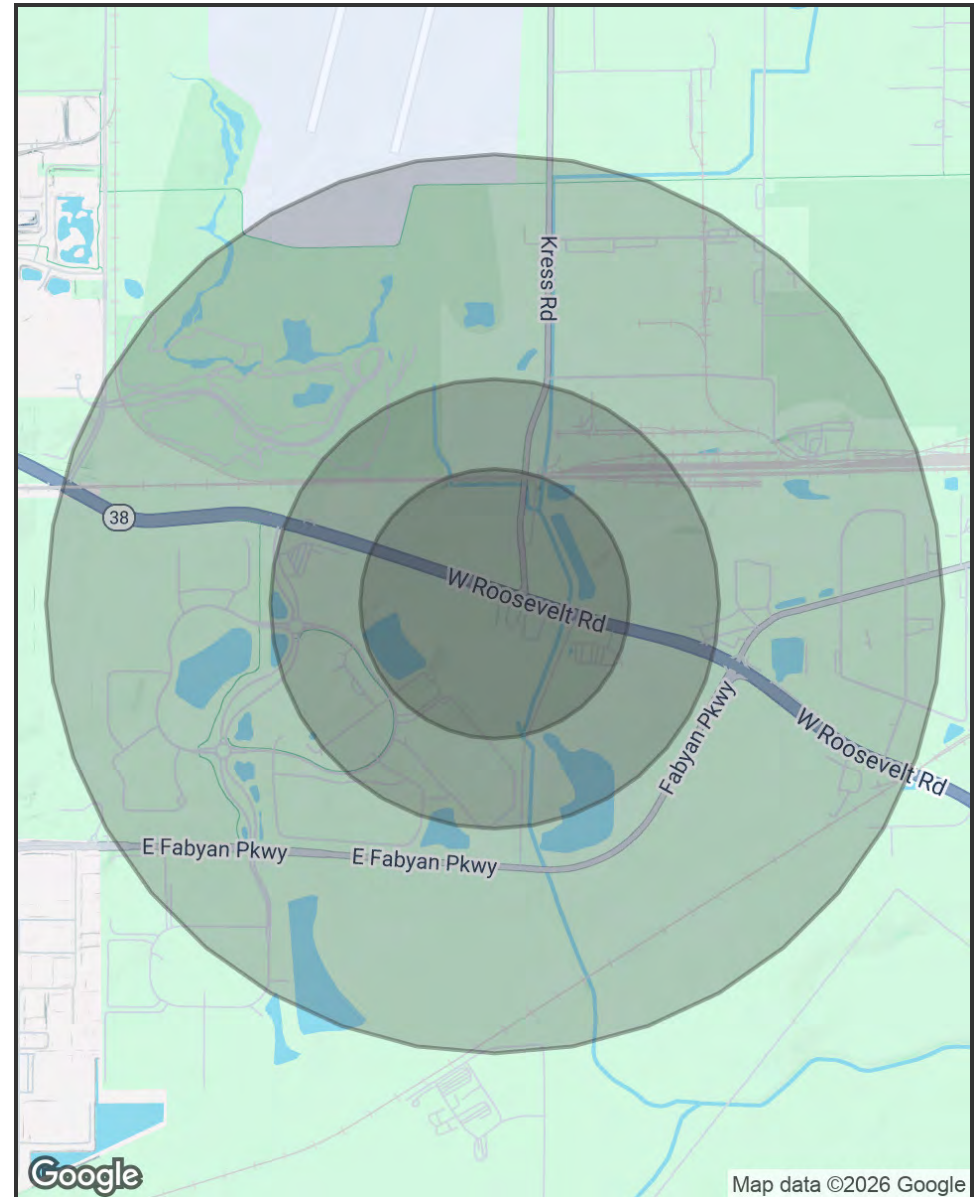 Kress Rd
38
W Roosevelt Rd
Fabyan Pkwy
W Roosevelt Rd
E Fabyan Pkwy
E Fabyan Pkwy
Google
Map data ©2026 Google